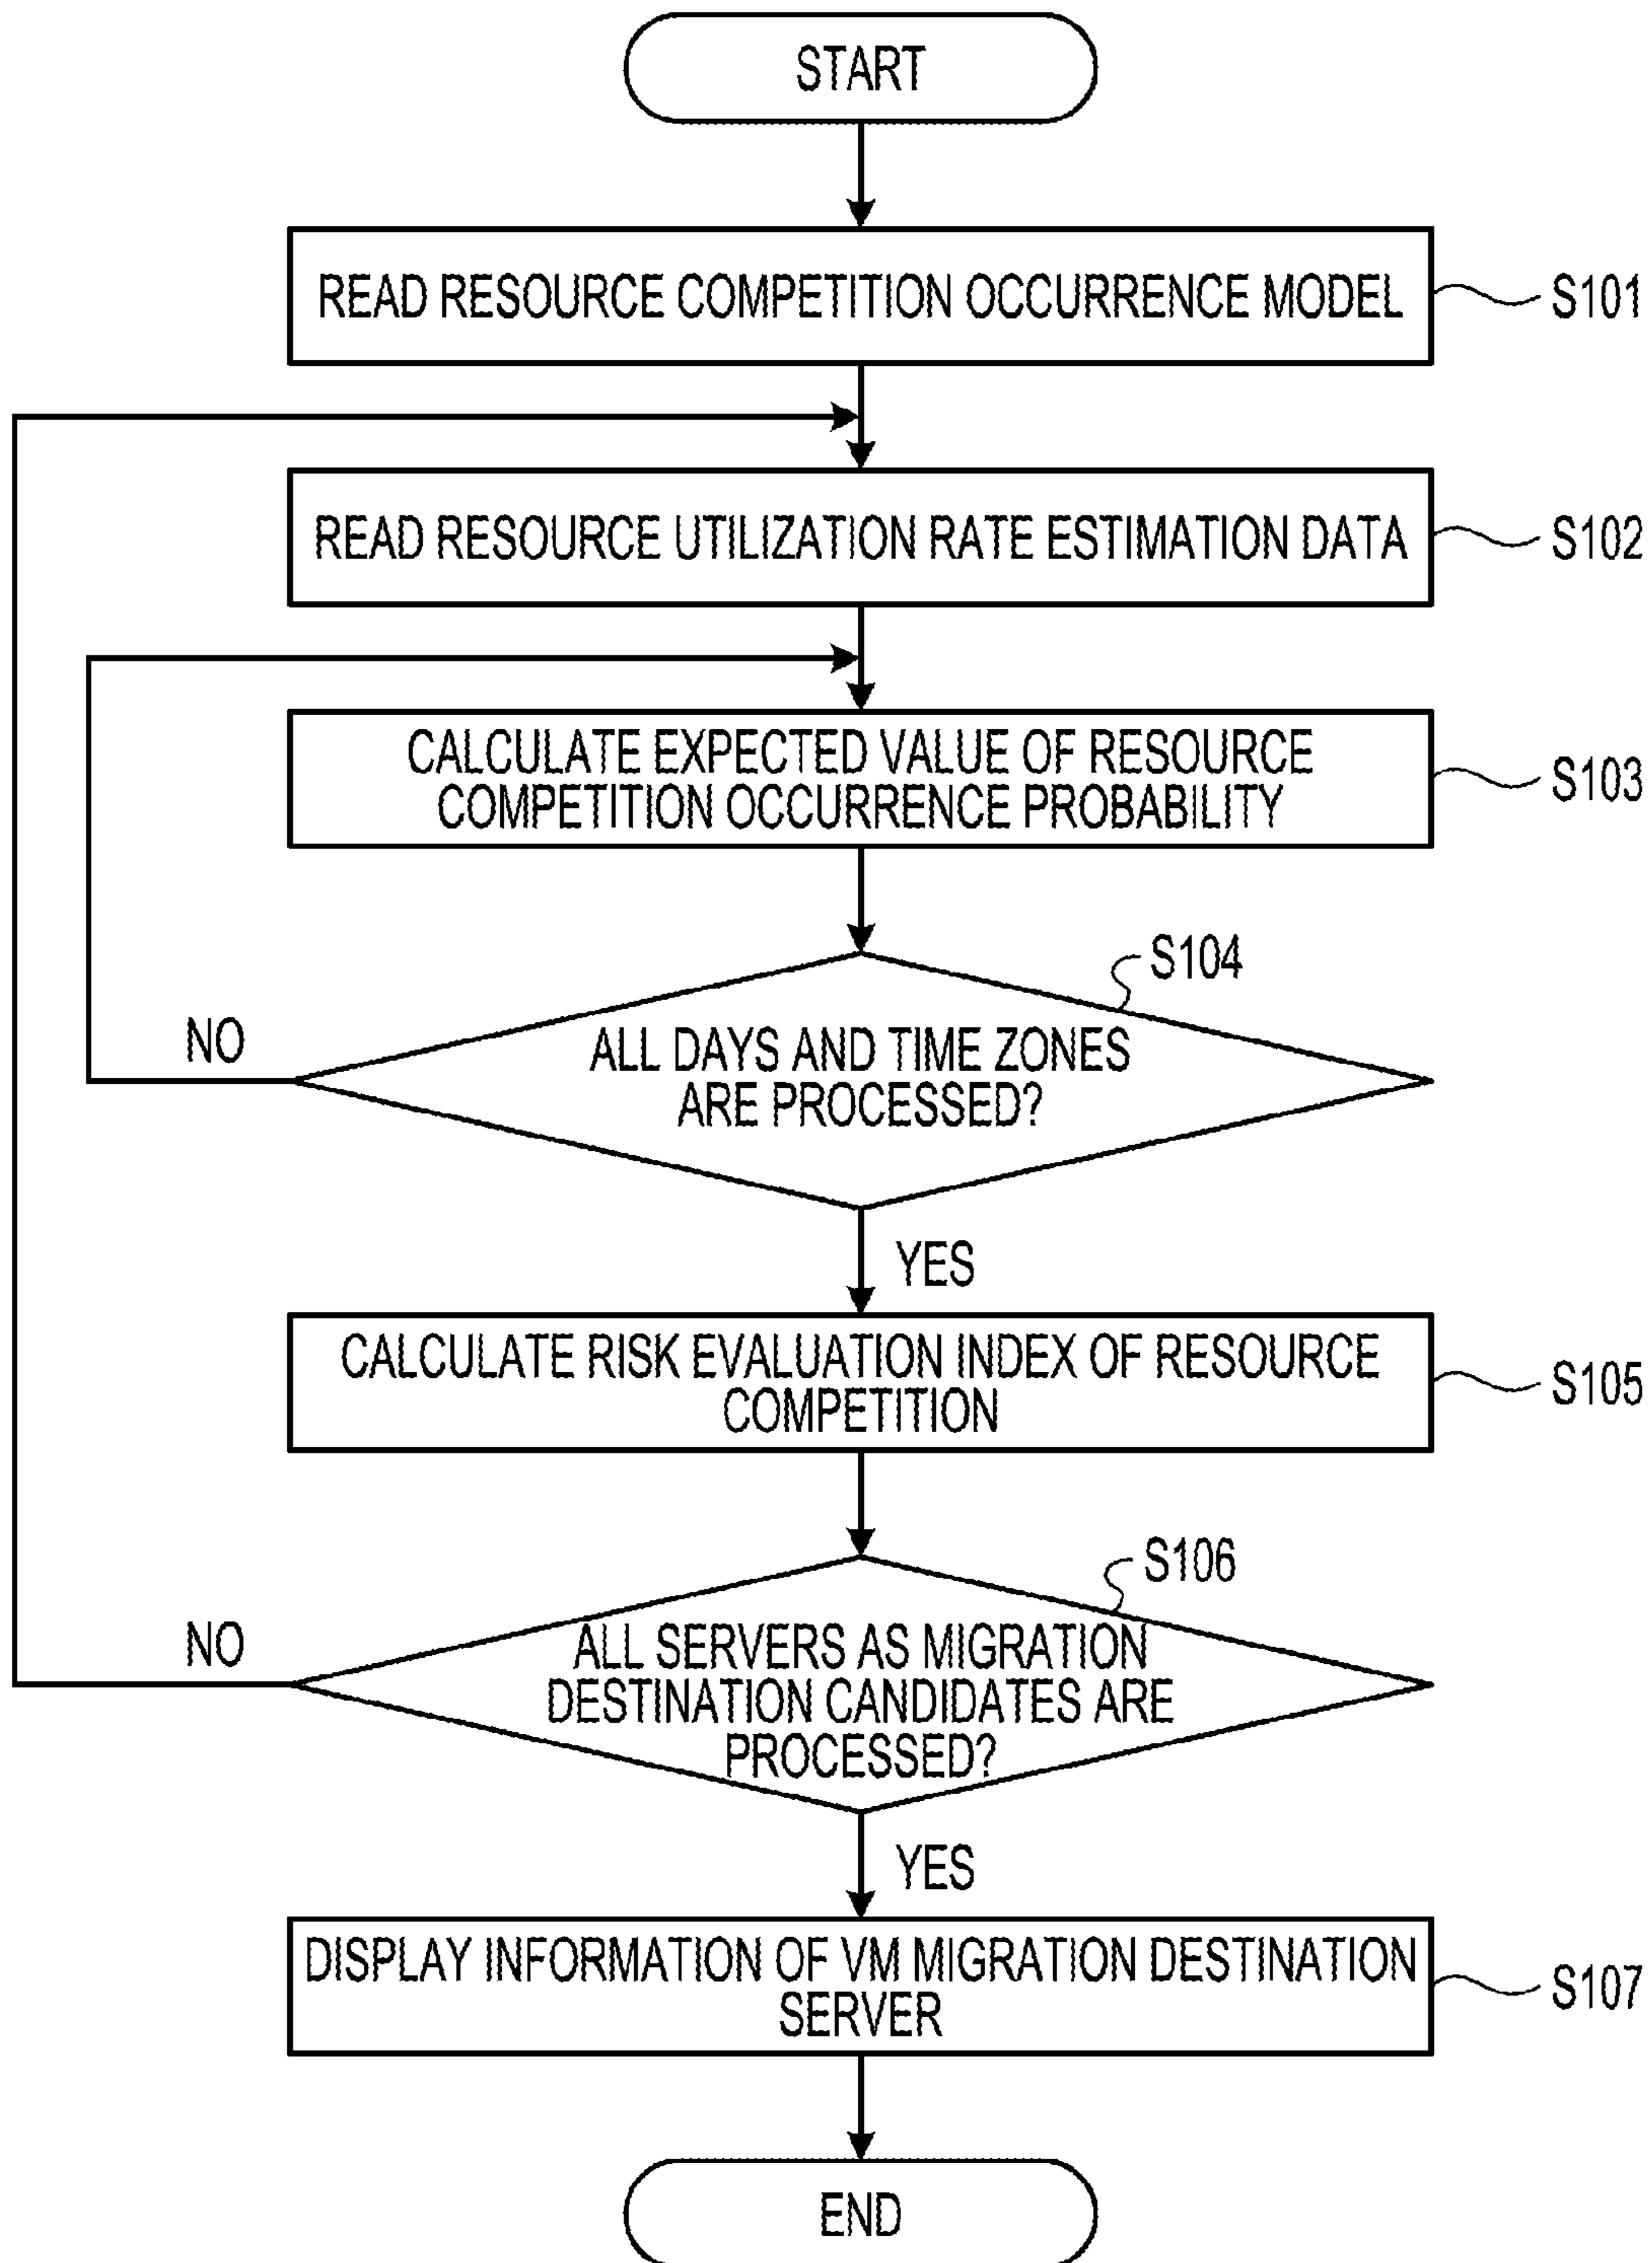 START
READ RESOURCE COMPETITION OCCURRENCE MODEL
S101
READ RESOURCE UTILIZATION RATE ESTIMATION DATA
S102
CALCULATE EXPECTED VALUE OF RESOURCE
COMPETITION OCCURRENCE PROBABILITY
S103
S104
ALL DAYS AND TIME ZONES
ARE PROCESSED?
NO
YES
CALCULATE RISK EVALUATION INDEX OF RESOURCE
COMPETITION
S105
S106
ALL SERVERS AS MIGRATION
DESTINATION CANDIDATES ARE
PROCESSED?
NO
YES
DISPLAY INFORMATION OF VM MIGRATION DESTINATION
SERVER
S107
END